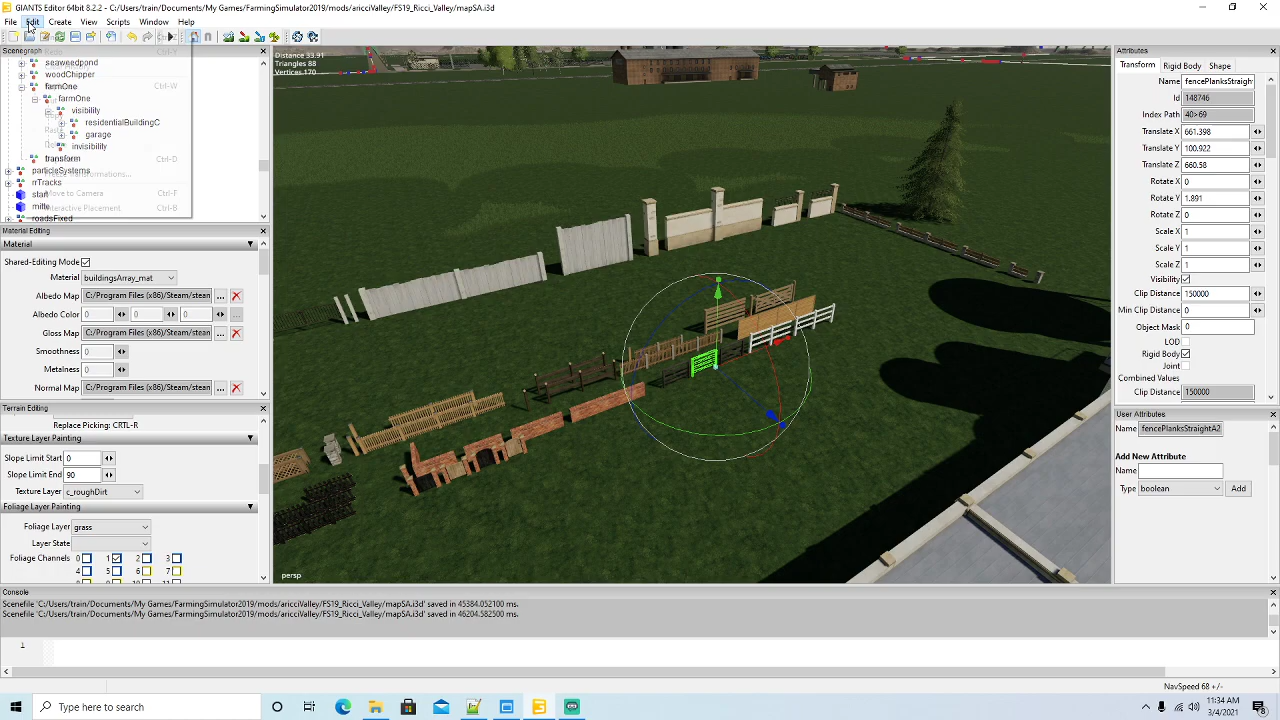 GIANTS Editor 64bit 8.2.2 - C:/Users/train/Documents/My Games/FarmingSimulator2019/mods/aricciValley/FS19_Ricci_Valley/mapSA.i3d*
File Edit Create View Scripts Window Help
Scenegraph
Redo Ctrl-Y
seaweedpond
woodChipper
farmOne Ctrl-W
farmOne
visibility
residentialBuildingC
garage
invisibility
transform Ctrl-D
particleSystems
Freeze Transformations...
rrTracks
start
Move to Camera Ctrl-F
mitte
Interactive Placement Ctrl-B
roadsFixed
Material Editing
Material
Shared-Editing Mode
Material buildingsArray_mat
Albedo Map C:/Program Files (x86)/Steam/stean ...
Albedo Color 0 0 0 ...
Gloss Map C:/Program Files (x86)/Steam/stean ...
Smoothness 0
Metalness 0
Normal Map C:/Program Files (x86)/Steam/stean ...
Terrain Editing
Replace Picking: CRTL-R
Texture Layer Painting
Slope Limit Start 0
Slope Limit End 90
Texture Layer c_roughDirt
Foliage Layer Painting
Foliage Layer grass
Layer State
Foliage Channels 0 1 2 3
4 5 6 7
Distance 33.91
Triangles 88
Vertices 170
persp
Attributes
Transform Rigid Body Shape
Name fencePlanksStraight
Id 148746
Index Path 40>69
Translate X 661.398
Translate Y 100.922
Translate Z 660.58
Rotate X 0
Rotate Y 1.891
Rotate Z 0
Scale X 1
Scale Y 1
Scale Z 1
Visibility
Clip Distance 150000
Min Clip Distance 0
Object Mask 0
LOD
Rigid Body
Joint
Combined Values
Clip Distance 150000
User Attributes
Name fencePlanksStraightA2
Add New Attribute
Name
Type boolean Add
Console
Scenefile 'C:/Users/train/Documents/My Games/FarmingSimulator2019/mods/aricciValley/FS19_Ricci_Valley/mapSA.i3d' saved in 45384.052100 ms.
Scenefile 'C:/Users/train/Documents/My Games/FarmingSimulator2019/mods/aricciValley/FS19_Ricci_Valley/mapSA.i3d' saved in 46204.582500 ms.
1
NavSpeed 68 +/-
Type here to search
11:34 AM
3/4/2021